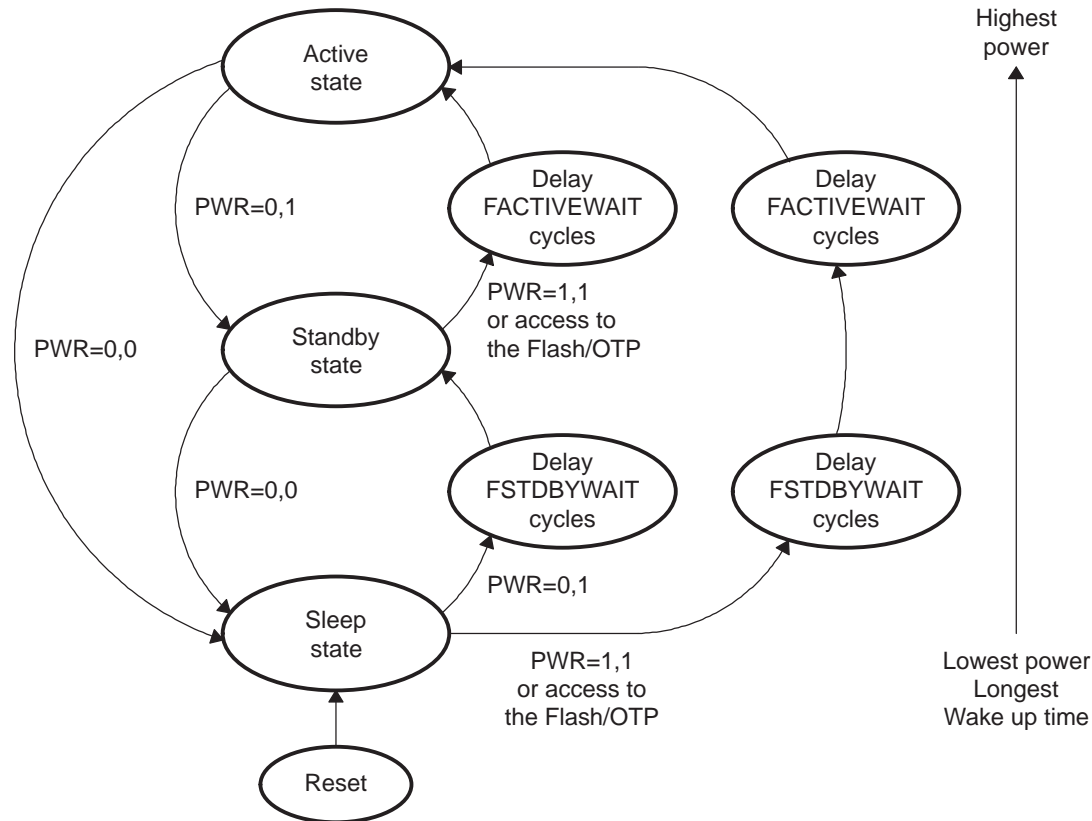 Highest
power
Active
state
Delay
FACTIVEWAIT
cycles
Delay
FACTIVEWAIT
cycles
PWR=0,1
PWR=1,1
or access to
the Flash/OTP
Standby
state
PWR=0,0
Delay
FSTDBYWAIT
cycles
Delay
FSTDBYWAIT
cycles
PWR=0,0
PWR=0,1
Sleep
state
PWR=1,1
or access to
the Flash/OTP
Lowest power
Longest
Wake up time
Reset